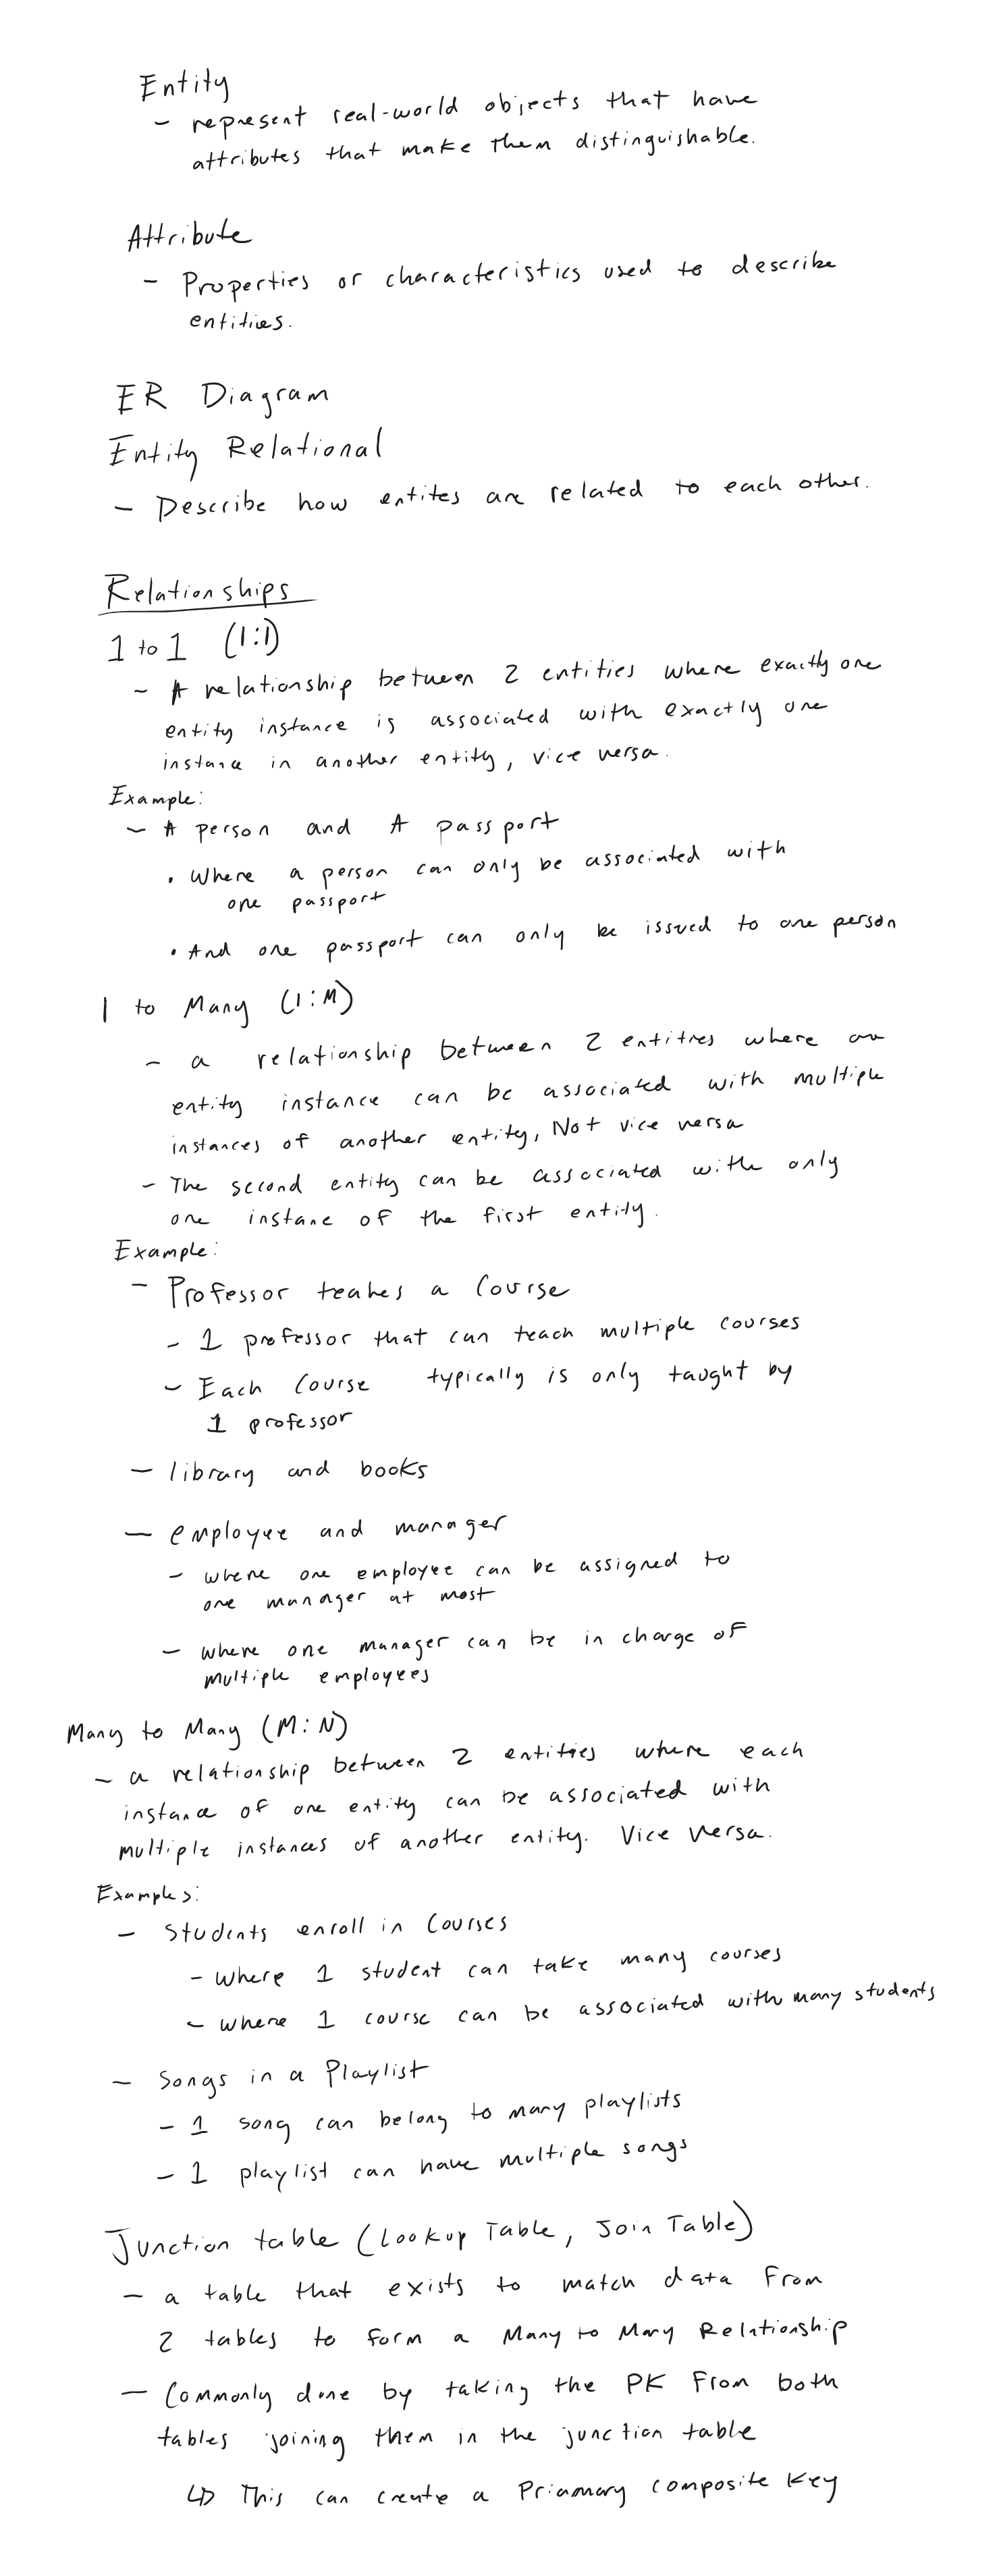 Entity
- represent real-world objects that have
attributes that make them distinguishable.
Attribute
- Properties or characteristics used to describe
entities.
ER Diagram
Entity Relational
- Describe how entites are related to each other.
Relationships
1 to 1 (1:1)
- A relationship between 2 entities where exactly one
entity instance is associated with exactly one
instance in another entity, vice versa.
Example:
- A person and A passport
• Where a person can only be associated with
one passport
• And one passport can only be issued to one person
1 to Many (1:M)
- a relationship between 2 entities where an
entity instance can be associated with multiple
instances of another entity, Not vice versa
- The second entity can be associated with only
one instane of the first entity.
Example:
- Professor teahes a Course
- 1 professor that can teach multiple courses
- Each Course typically is only taught by
1 professor
- library and books
- employee and manager
- where one employee can be assigned to
one manager at most
- where one manager can be in charge of
multiple employees
Many to Many (M:N)
- a relationship between 2 entities where each
instance of one entity can be associated with
multiple instances of another entity. Vice Versa.
Examples:
- Students enroll in Courses
- where 1 student can take many courses
- where 1 course can be associated with many students
- Songs in a Playlist
- 1 song can belong to many playlists
- 1 playlist can have multiple songs
Junction table (Lookup Table, Join Table)
- a table that exists to match data From
2 tables to form a Many to Many Relationship
- Commonly done by taking the PK From both
tables joining them in the junction table
↳ This can create a Priamary composite Key